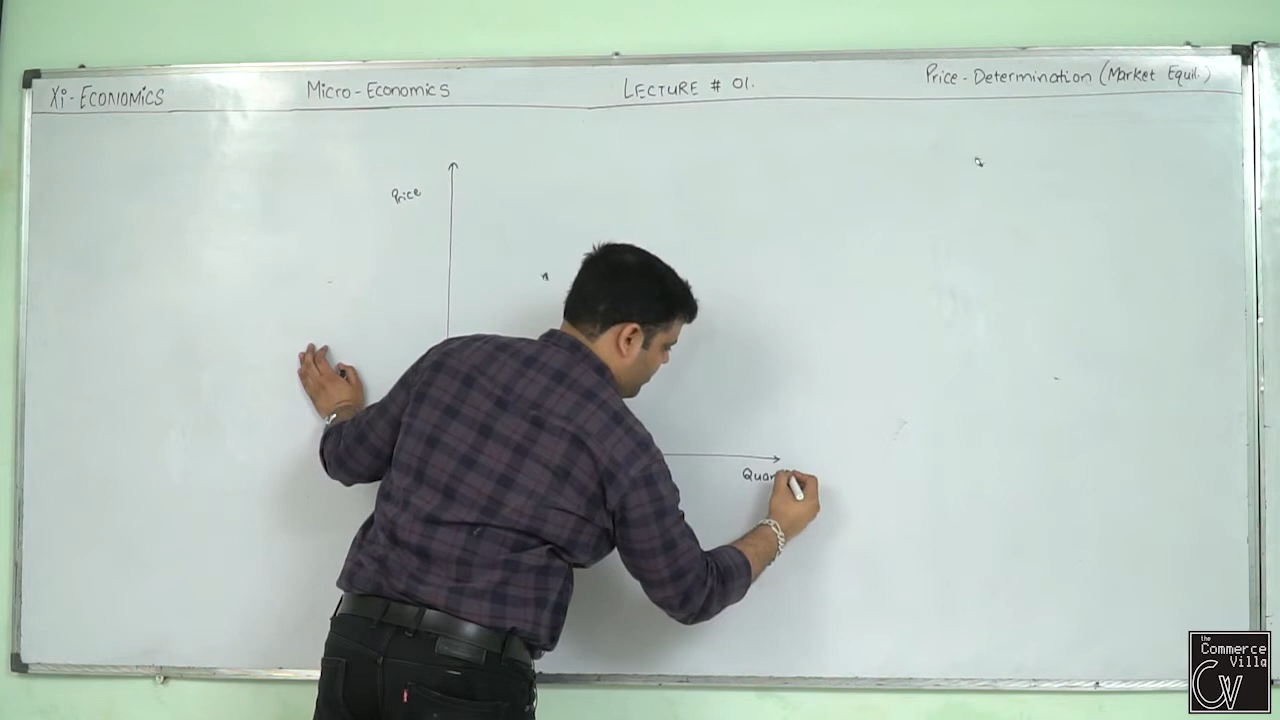 Xi-ECONOMICS
MICRO-ECONOMICS
LECTURE # 01.
PRICE-DETERMINATION (MARKET EQUIL.)
Price
Quan
the
Commerce
Villa
CV